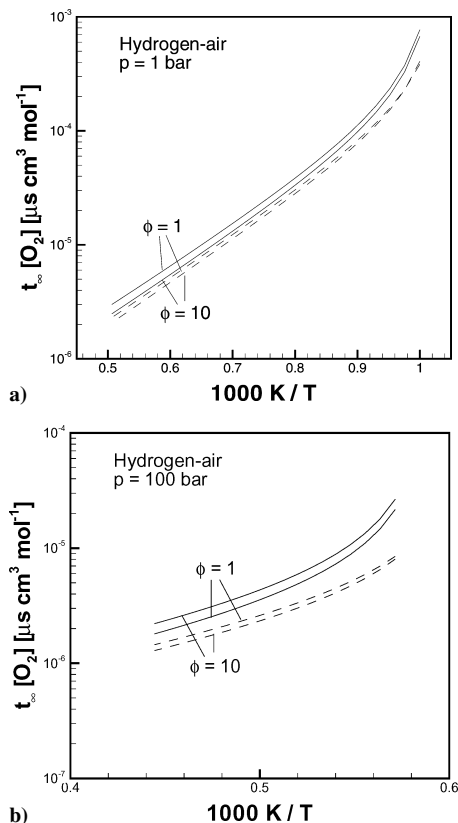 10⁻³
Hydrogen-air
p = 1 bar
10⁻⁴
t∞ [O₂] [μs cm³ mol⁻¹]
10⁻⁵
ϕ = 1
ϕ = 10
10⁻⁶
0.5 0.6 0.7 0.8 0.9 1
a) 1000 K / T
10⁻⁴
Hydrogen-air
p = 100 bar
10⁻⁵
t∞ [O₂] [μs cm³ mol⁻¹]
ϕ = 1
10⁻⁶
ϕ = 10
10⁻⁷
0.4 0.5 0.6
b) 1000 K / T